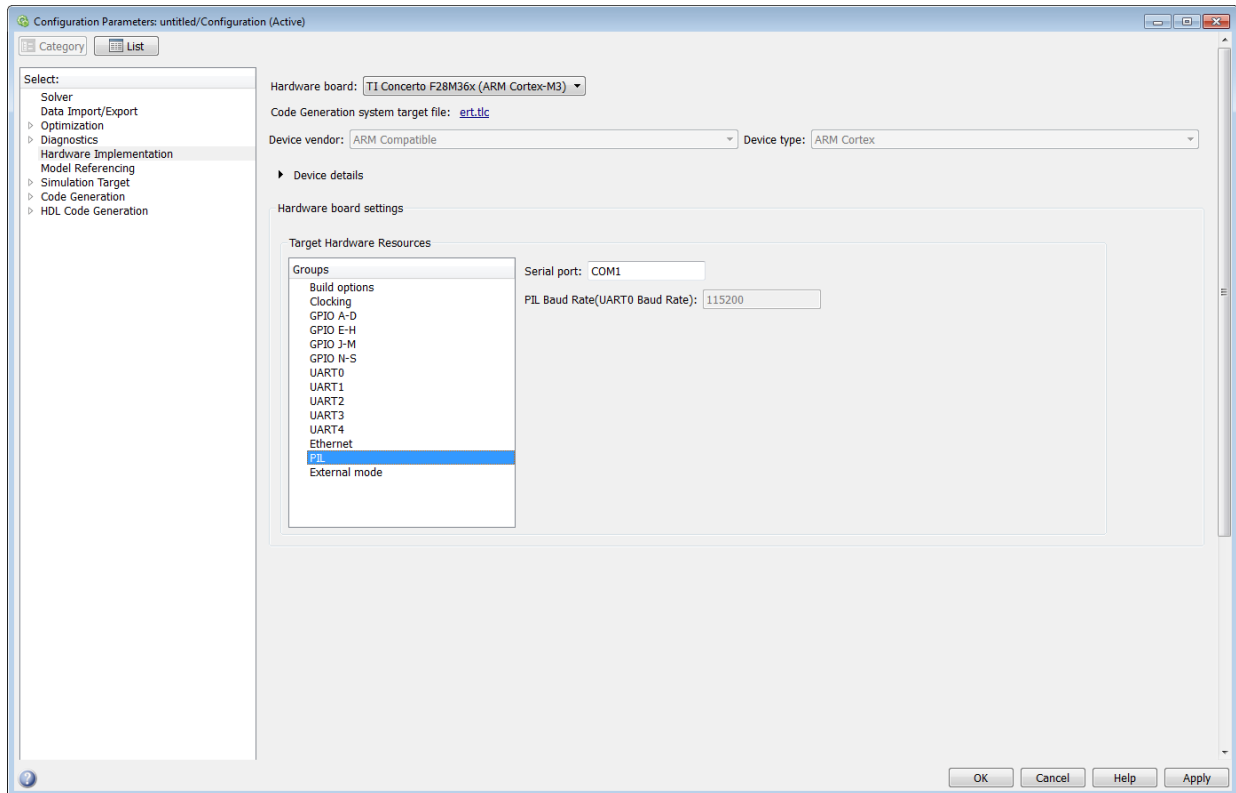 Configuration Parameters: untitled/Configuration (Active)
Category List
Select:
Solver
Data Import/Export
Optimization
Diagnostics
Hardware Implementation
Model Referencing
Simulation Target
Code Generation
HDL Code Generation
Hardware board: TI Concerto F28M36x (ARM Cortex-M3)
Code Generation system target file: ert.tlc
Device vendor: ARM Compatible Device type: ARM Cortex
Device details
Hardware board settings
Target Hardware Resources
Groups
Build options
Clocking
GPIO A-D
GPIO E-H
GPIO J-M
GPIO N-S
UART0
UART1
UART2
UART3
UART4
Ethernet
PIL
External mode
Serial port: COM1
PIL Baud Rate(UART0 Baud Rate): 115200
OK Cancel Help Apply